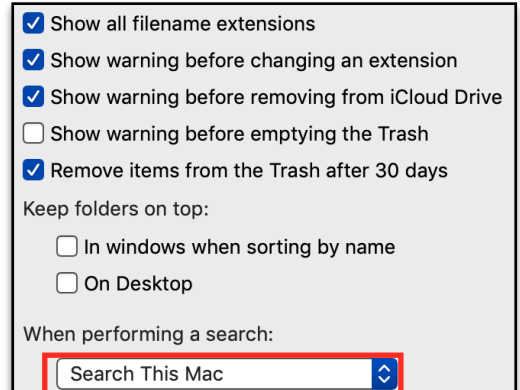 Show all filename extensions
Show warning before changing an extension
Show warning before removing from iCloud Drive
Show warning before emptying the Trash
Remove items from the Trash after 30 days
Keep folders on top:
In windows when sorting by name
On Desktop
When performing a search:
Search This Mac